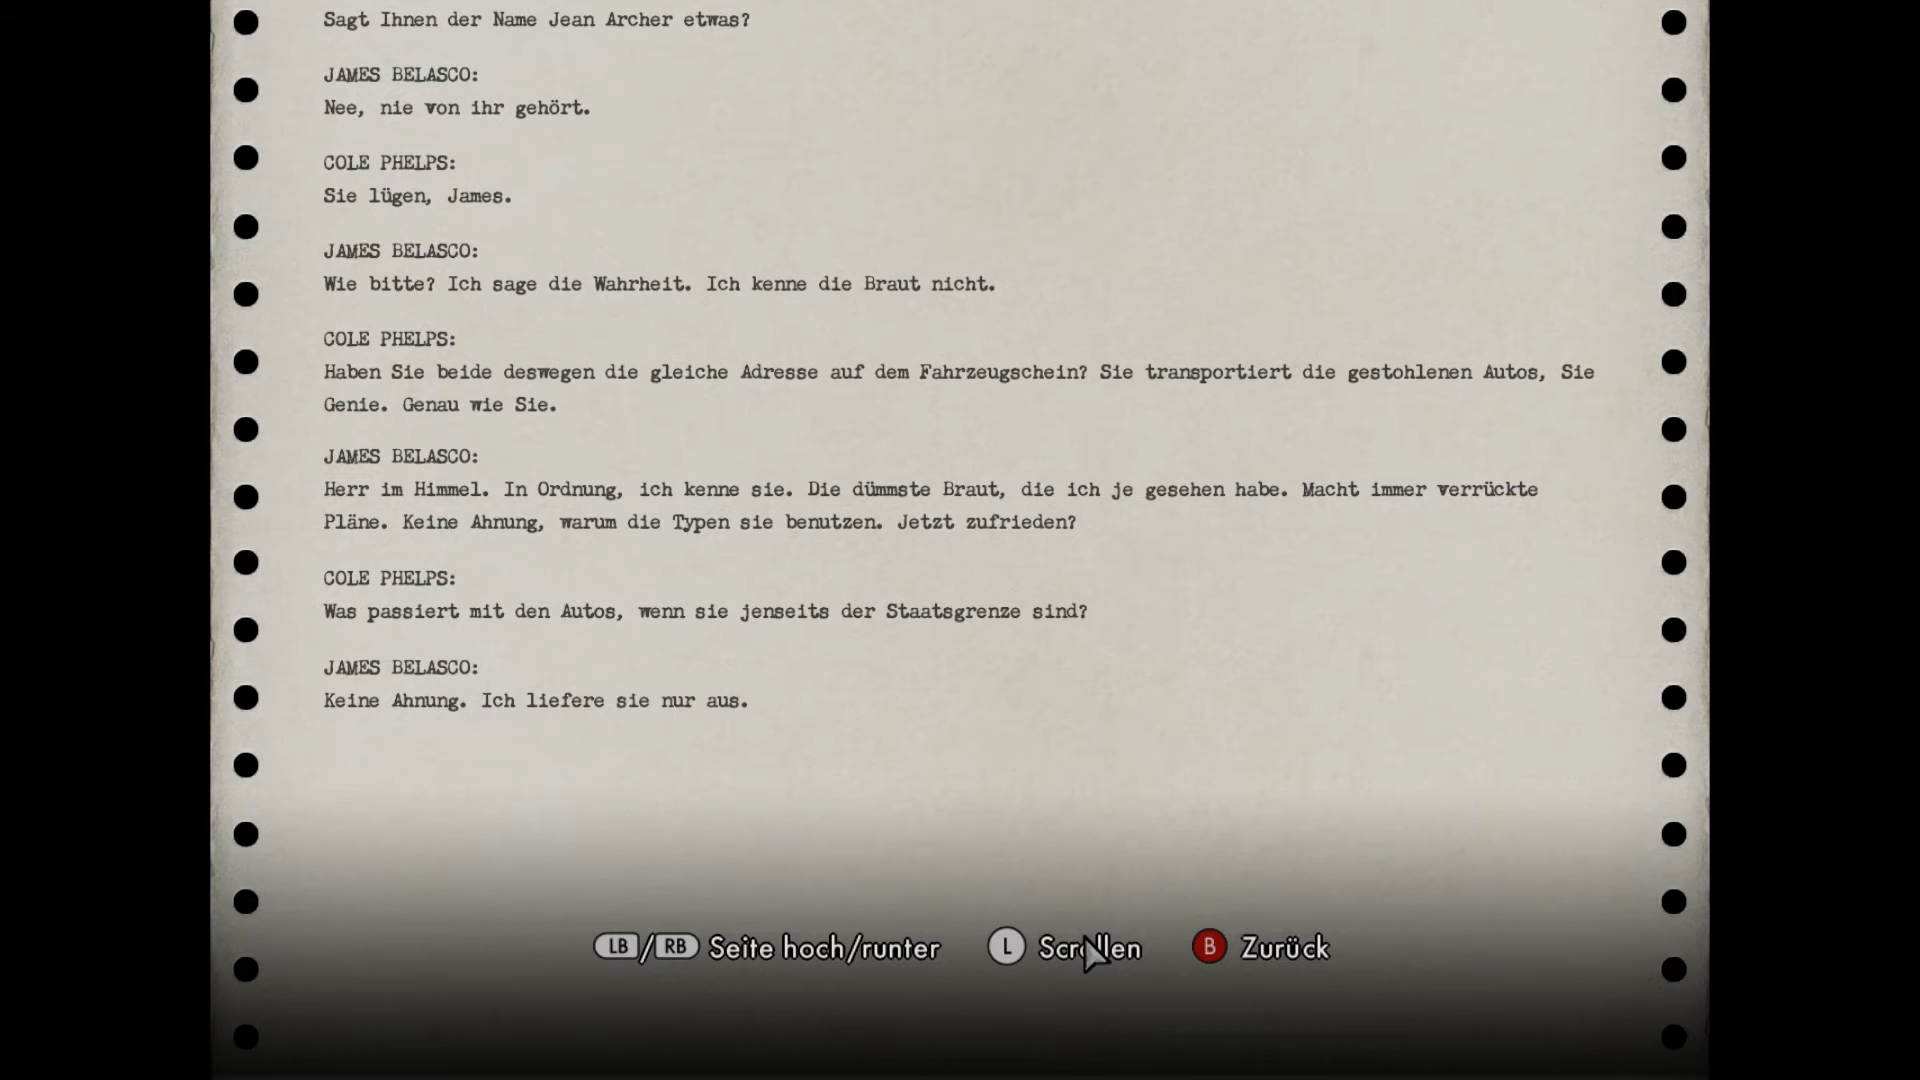 Sagt Ihnen der Name Jean Archer etwas?
JAMES BELASCO:
Nee, nie von ihr gehört.
COLE PHELPS:
Sie lügen, James.
JAMES BELASCO:
Wie bitte? Ich sage die Wahrheit. Ich kenne die Braut nicht.
COLE PHELPS:
Haben Sie beide deswegen die gleiche Adresse auf dem Fahrzeugschein? Sie transportiert die gestohlenen Autos, Sie
Genie. Genau wie Sie.
JAMES BELASCO:
Herr im Himmel. In Ordnung, ich kenne sie. Die dümmste Braut, die ich je gesehen habe. Macht immer verrückte
Pläne. Keine Ahnung, warum die Typen sie benutzen. Jetzt zufrieden?
COLE PHELPS:
Was passiert mit den Autos, wenn sie jenseits der Staatsgrenze sind?
JAMES BELASCO:
Keine Ahnung. Ich liefere sie nur aus.
LB/RB Seite hoch/runter L Scrollen B Zurück